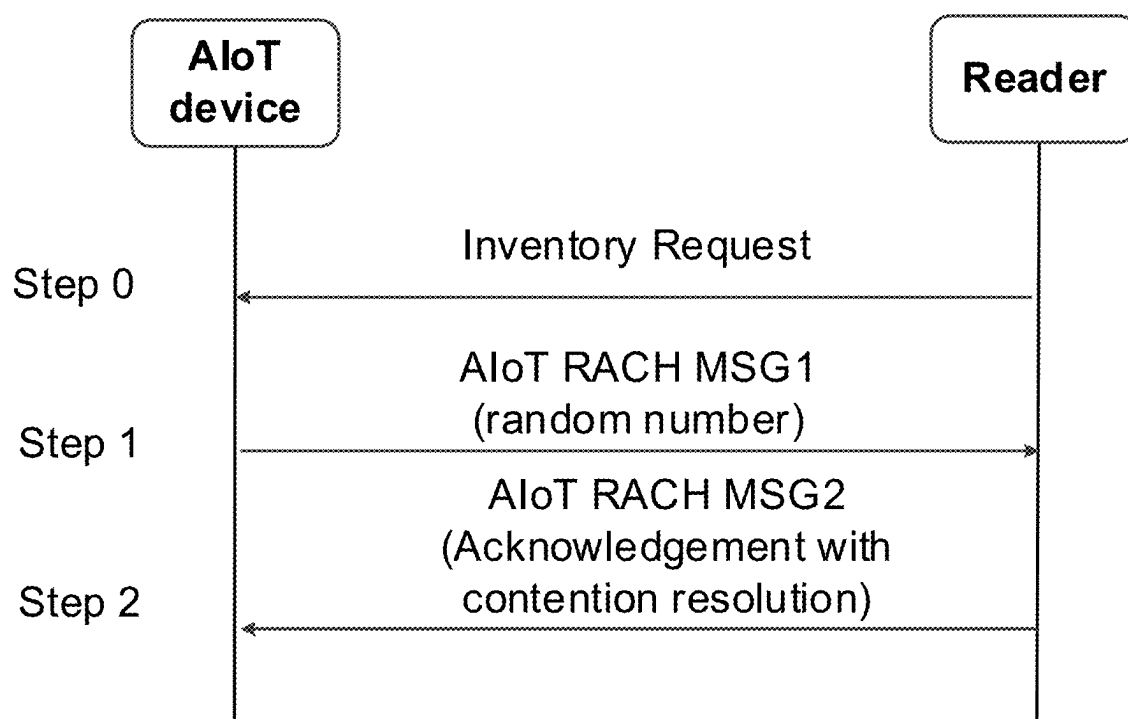 AIoT
device
Reader
Inventory Request
Step 0
AIoT RACH MSG1
(random number)
Step 1
AIoT RACH MSG2
(Acknowledgement with
contention resolution)
Step 2